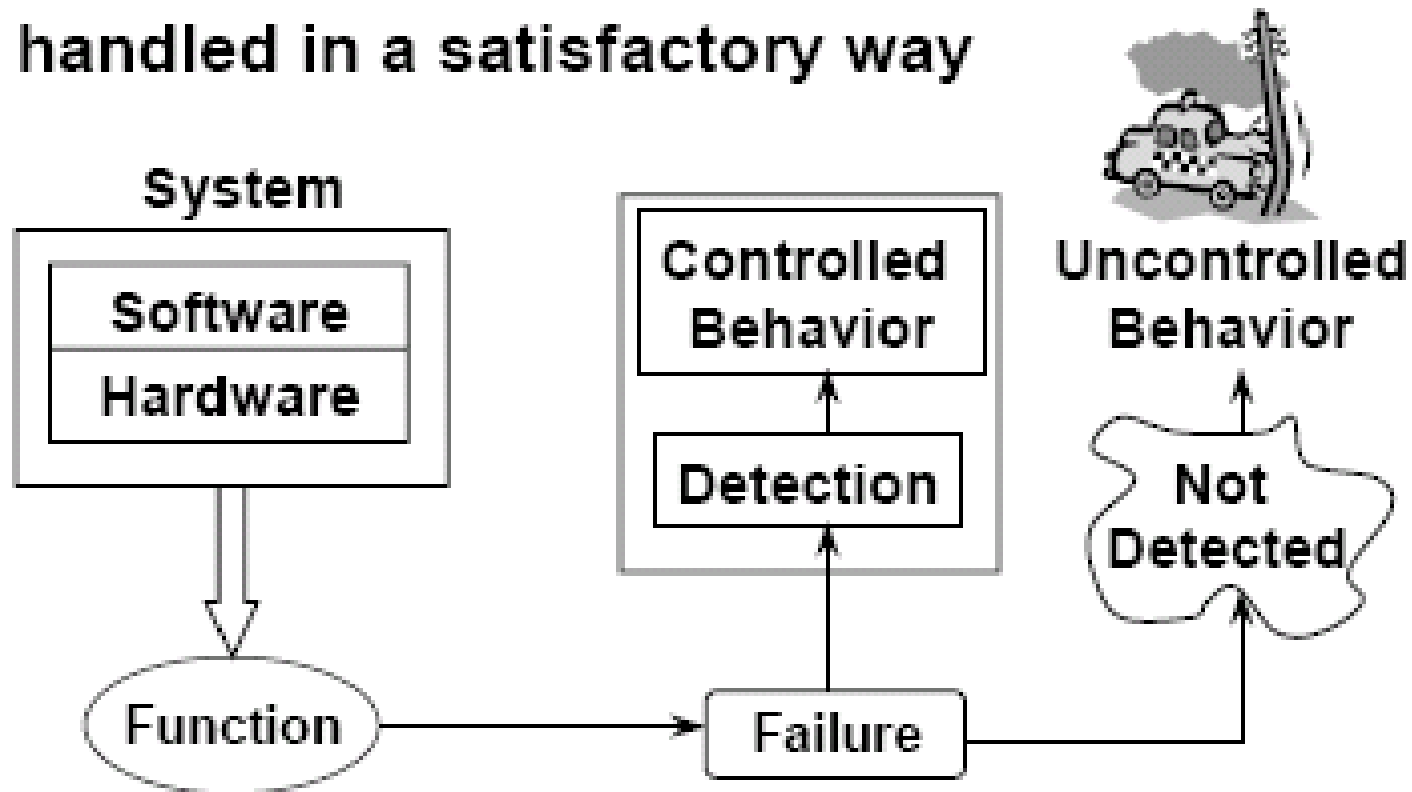 handled in a satisfactory way
System
Software
Hardware
Function
Failure
Detection
Controlled
Behavior
Not
Detected
Uncontrolled
Behavior